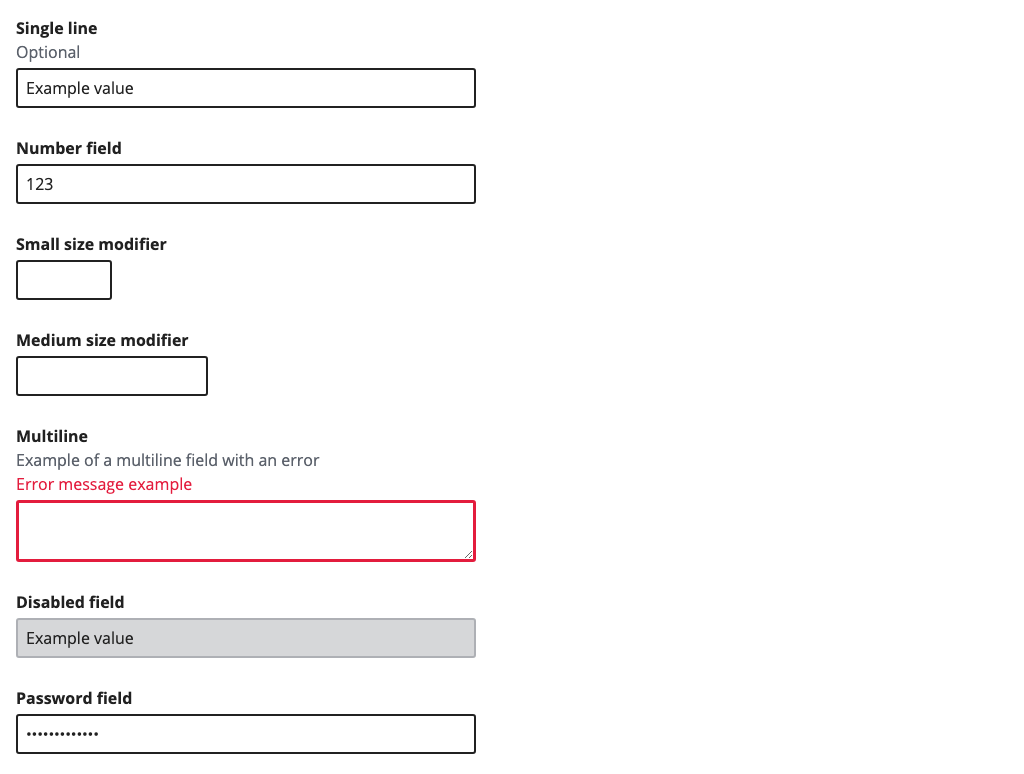 Single line
Optional
Example value
Number field
123
Small size modifier
Medium size modifier
Multiline
Example of a multiline field with an error
Error message example
Disabled field
Example value
Password field
•••••••••••••